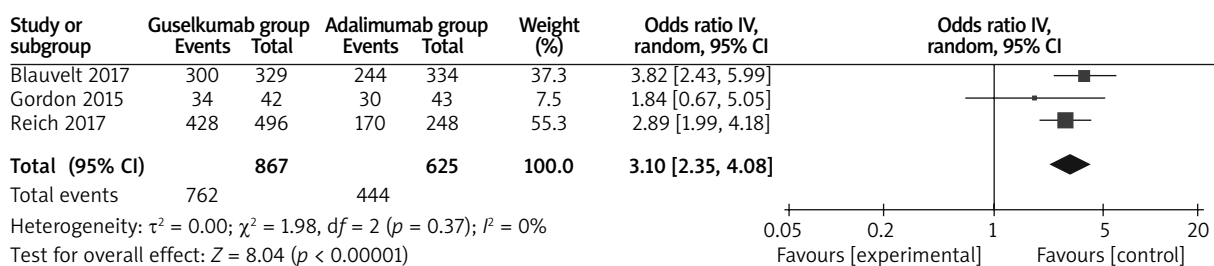 Study or Guselkumab group Adalimumab group Weight Odds ratio IV, Odds ratio IV,
subgroup Events Total Events Total (%) random, 95% CI random, 95% CI
Blauvelt 2017 300 329 244 334 37.3 3.82 [2.43, 5.99]
Gordon 2015 34 42 30 43 7.5 1.84 [0.67, 5.05]
Reich 2017 428 496 170 248 55.3 2.89 [1.99, 4.18]
Total (95% CI) 867 625 100.0 3.10 [2.35, 4.08]
Total events 762 444
Heterogeneity: τ² = 0.00; χ² = 1.98, df = 2 (p = 0.37); I² = 0%
Test for overall effect: Z = 8.04 (p < 0.00001)
0.05 0.2 1 5 20
Favours [experimental] Favours [control]